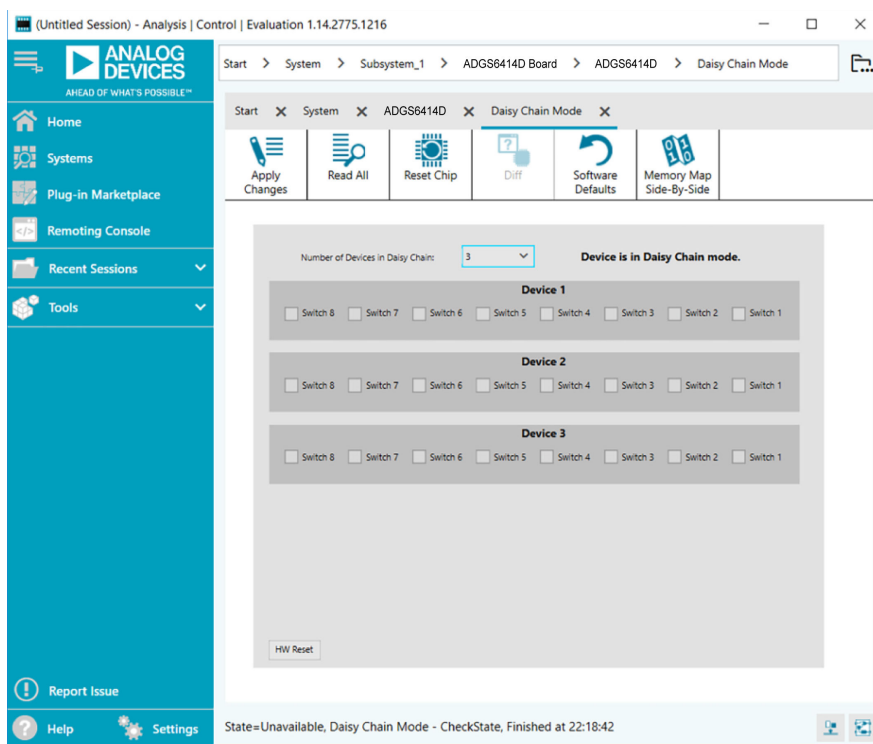 (Untitled Session) - Analysis | Control | Evaluation 1.14.2775.1216
ANALOG
DEVICES
AHEAD OF WHAT'S POSSIBLE™
Start > System > Subsystem_1 > ADGS6414D Board > ADGS6414D > Daisy Chain Mode
Home
Systems
Plug-in Marketplace
Remoting Console
Recent Sessions
Tools
Start System ADGS6414D Daisy Chain Mode
Apply
Changes
Read All
Reset Chip
Diff
Software
Defaults
Memory Map
Side-By-Side
Number of Devices in Daisy Chain: 3 Device is in Daisy Chain mode.
Device 1
Switch 8 Switch 7 Switch 6 Switch 5 Switch 4 Switch 3 Switch 2 Switch 1
Device 2
Switch 8 Switch 7 Switch 6 Switch 5 Switch 4 Switch 3 Switch 2 Switch 1
Device 3
Switch 8 Switch 7 Switch 6 Switch 5 Switch 4 Switch 3 Switch 2 Switch 1
HW Reset
Report Issue
Help Settings
State=Unavailable, Daisy Chain Mode - CheckState, Finished at 22:18:42